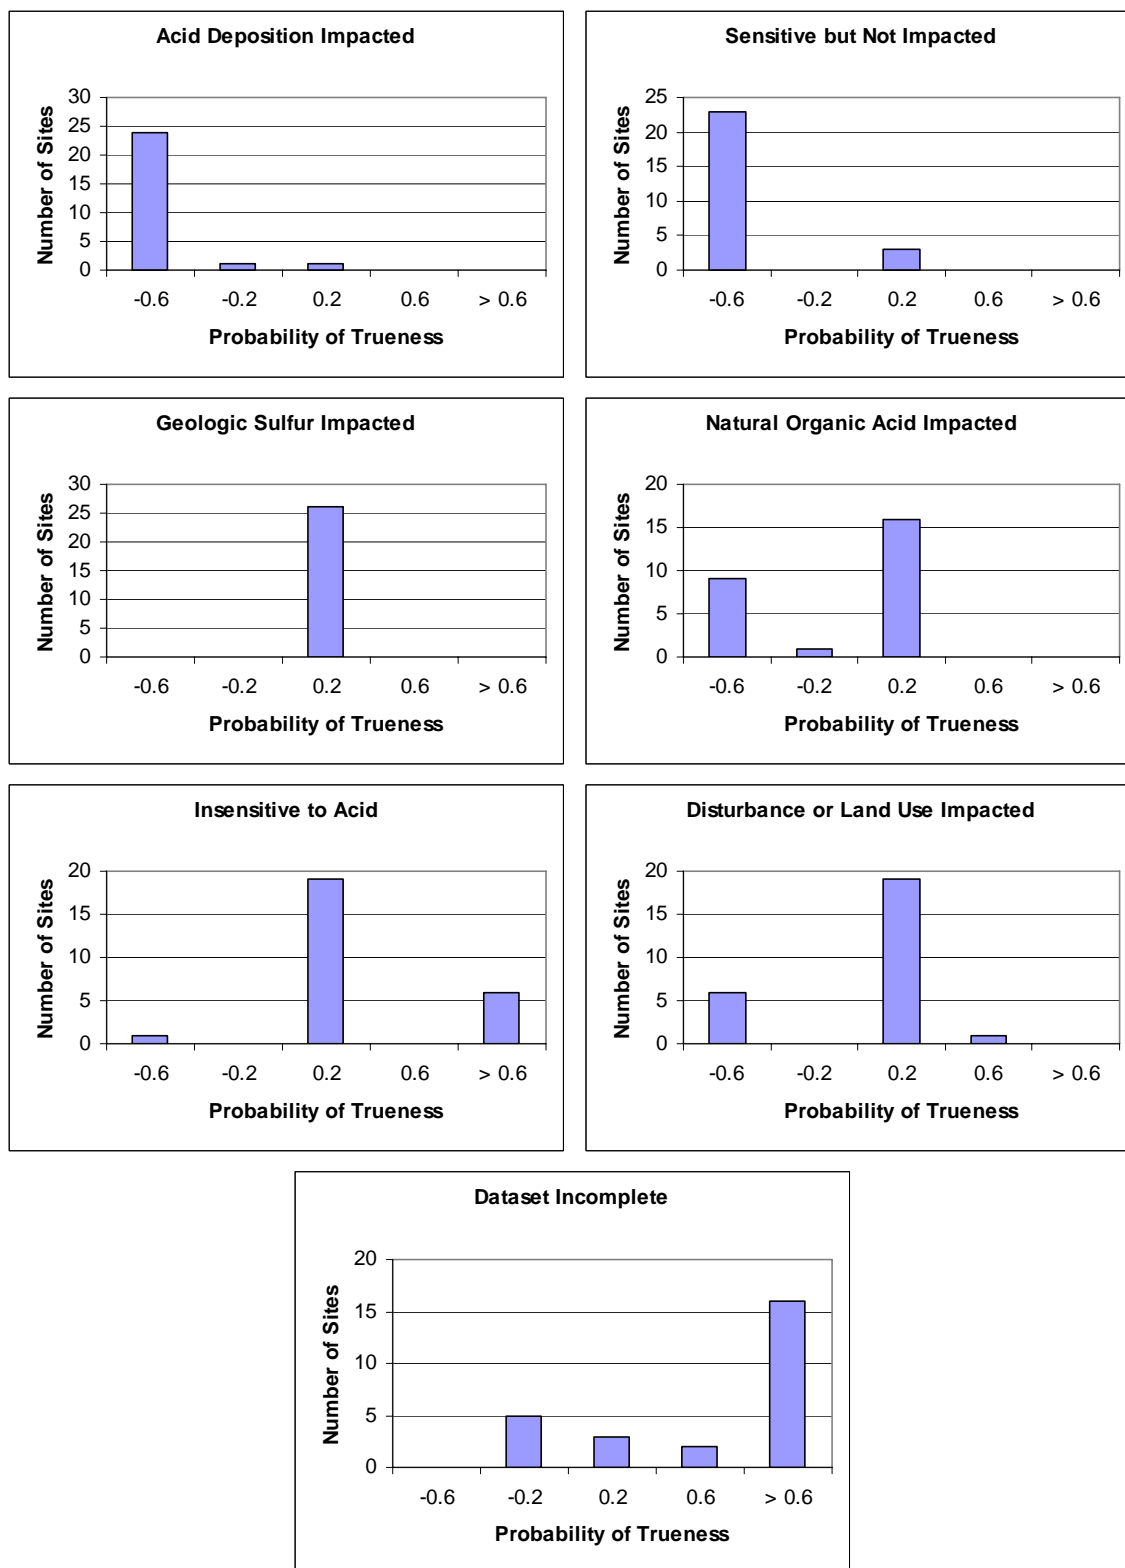 Acid Deposition Impacted
30
25
20
15
10
5
0
Number of Sites
-0.6 -0.2 0.2 0.6 > 0.6
Probability of Trueness
Sensitive but Not Impacted
25
20
15
10
5
0
Number of Sites
-0.6 -0.2 0.2 0.6 > 0.6
Probability of Trueness
Geologic Sulfur Impacted
30
25
20
15
10
5
0
Number of Sites
-0.6 -0.2 0.2 0.6 > 0.6
Probability of Trueness
Natural Organic Acid Impacted
20
15
10
5
0
Number of Sites
-0.6 -0.2 0.2 0.6 > 0.6
Probability of Trueness
Insensitive to Acid
20
15
10
5
0
Number of Sites
-0.6 -0.2 0.2 0.6 > 0.6
Probability of Trueness
Disturbance or Land Use Impacted
20
15
10
5
0
Number of Sites
-0.6 -0.2 0.2 0.6 > 0.6
Probability of Trueness
Dataset Incomplete
20
15
10
5
0
Number of Sites
-0.6 -0.2 0.2 0.6 > 0.6
Probability of Trueness